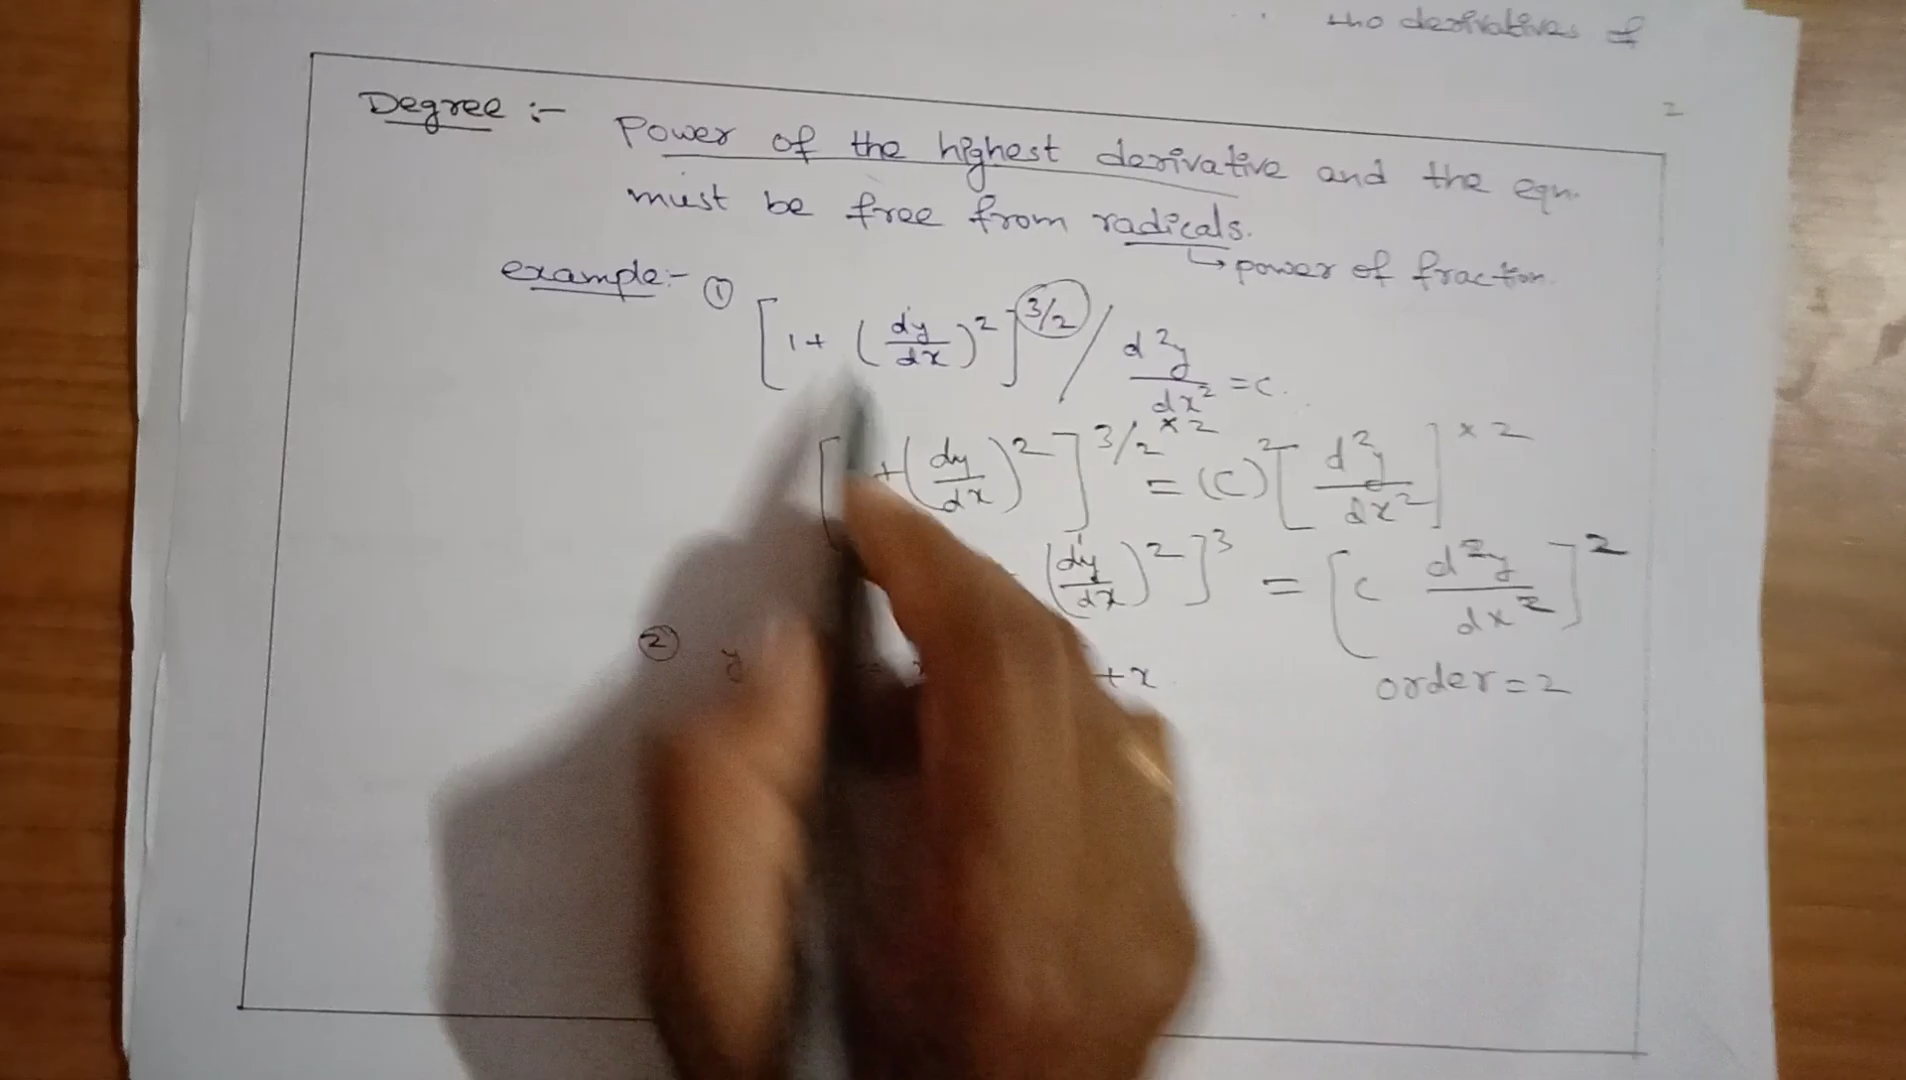 the derivatives of
2
Degree :- Power of the highest derivative and the eqn.
must be free from radicals.
↳ power of fraction.
example:- ① [1+(dy/dx)²]^3/2 / d²y/dx² = c.
[ +(dy/dx)²]^3/2 ×2 = (c)² [d²y/dx²]^×2
(dy/dx)²]³ = [c d²y/dx²]²
② y = +x
order = 2